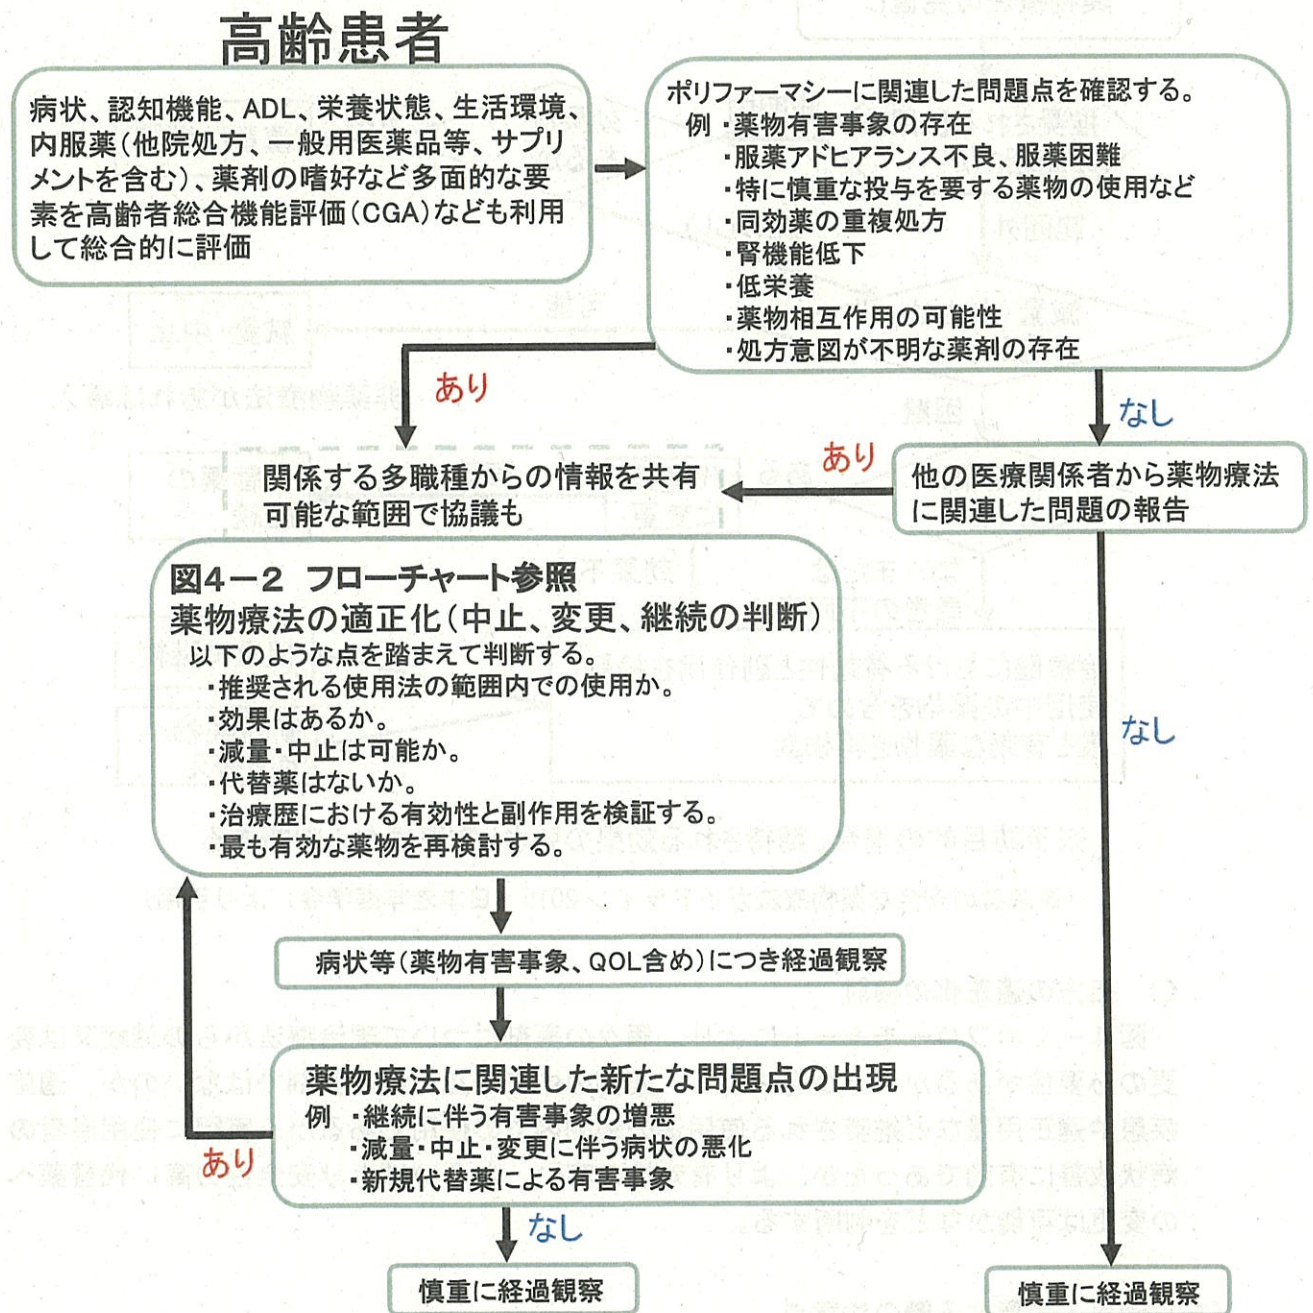 高齢患者
病状、認知機能、ADL、栄養状態、生活環境、
内服薬(他院処方、一般用医薬品等、サプリ
メントを含む)、薬剤の嗜好など多面的な要
素を高齢者総合機能評価(CGA)なども利用
して総合的に評価
ポリファーマシーに関連した問題点を確認する。
例 ・薬物有害事象の存在
・服薬アドヒアランス不良、服薬困難
・特に慎重な投与を要する薬物の使用など
・同効薬の重複処方
・腎機能低下
・低栄養
・薬物相互作用の可能性
・処方意図が不明な薬剤の存在
あり
なし
関係する多職種からの情報を共有
可能な範囲で協議も
あり
他の医療関係者から薬物療法
に関連した問題の報告
図4-2 フローチャート参照
薬物療法の適正化(中止、変更、継続の判断)
以下のような点を踏まえて判断する。
・推奨される使用法の範囲内での使用か。
・効果はあるか。
・減量・中止は可能か。
・代替薬はないか。
・治療歴における有効性と副作用を検証する。
・最も有効な薬物を再検討する。
なし
病状等(薬物有害事象、QOL含め)につき経過観察
薬物療法に関連した新たな問題点の出現
例 ・継続に伴う有害事象の増悪
・減量・中止・変更に伴う病状の悪化
・新規代替薬による有害事象
あり
なし
慎重に経過観察
慎重に経過観察